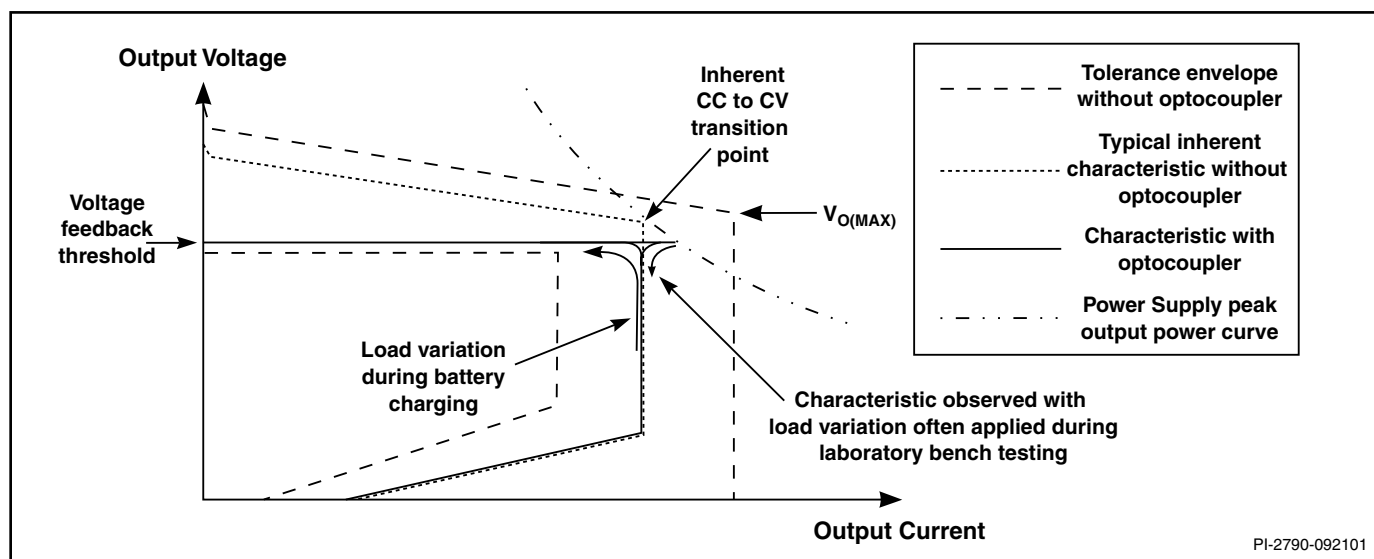 Output Voltage
Inherent
CC to CV
transition
point
Voltage
feedback
threshold
V_O(MAX)
Load variation
during battery
charging
Characteristic observed with
load variation often applied during
laboratory bench testing
Output Current
Tolerance envelope
without optocoupler
Typical inherent
characteristic without
optocoupler
Characteristic with
optocoupler
Power Supply peak
output power curve
PI-2790-092101